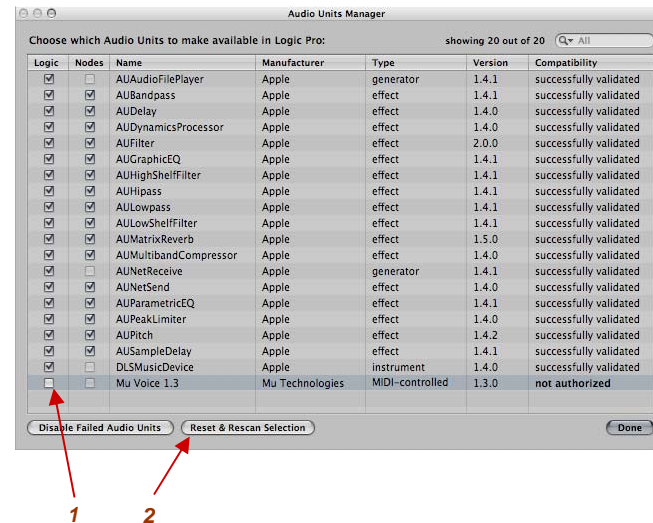 Audio Units Manager
Choose which Audio Units to make available in Logic Pro: showing 20 out of 20 All
Logic Nodes Name Manufacturer Type Version Compatibility
AUAudioFilePlayer Apple generator 1.4.1 successfully validated
AUBandpass Apple effect 1.4.1 successfully validated
AUDelay Apple effect 1.4.0 successfully validated
AUDynamicsProcessor Apple effect 1.4.0 successfully validated
AUFilter Apple effect 2.0.0 successfully validated
AUGraphicEQ Apple effect 1.4.1 successfully validated
AUHighShelfFilter Apple effect 1.4.1 successfully validated
AUHipass Apple effect 1.4.1 successfully validated
AULowpass Apple effect 1.4.1 successfully validated
AULowShelfFilter Apple effect 1.4.1 successfully validated
AUMatrixReverb Apple effect 1.5.0 successfully validated
AUMultibandCompressor Apple effect 1.4.0 successfully validated
AUNetReceive Apple generator 1.4.1 successfully validated
AUNetSend Apple effect 1.4.0 successfully validated
AUParametricEQ Apple effect 1.4.1 successfully validated
AUPeakLimiter Apple effect 1.4.0 successfully validated
AUPitch Apple effect 1.4.2 successfully validated
AUSampleDelay Apple effect 1.4.1 successfully validated
DLSMusicDevice Apple instrument 1.4.0 successfully validated
Mu Voice 1.3 Mu Technologies MIDI-controlled 1.3.0 not authorized
Disable Failed Audio Units Reset & Rescan Selection Done
1 2